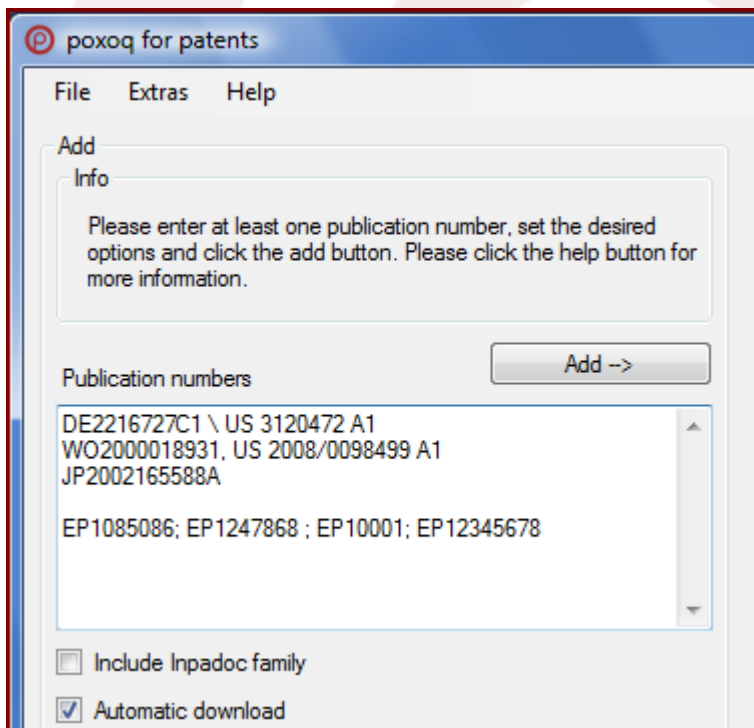 poxoq for patents
File Extras Help
Add
Info
Please enter at least one publication number, set the desired
options and click the add button. Please click the help button for
more information.
Add -->
Publication numbers
DE2216727C1 \ US 3120472 A1
WO2000018931, US 2008/0098499 A1
JP2002165588A
EP1085086; EP1247868 ; EP10001; EP12345678
Include Inpadoc family
Automatic download